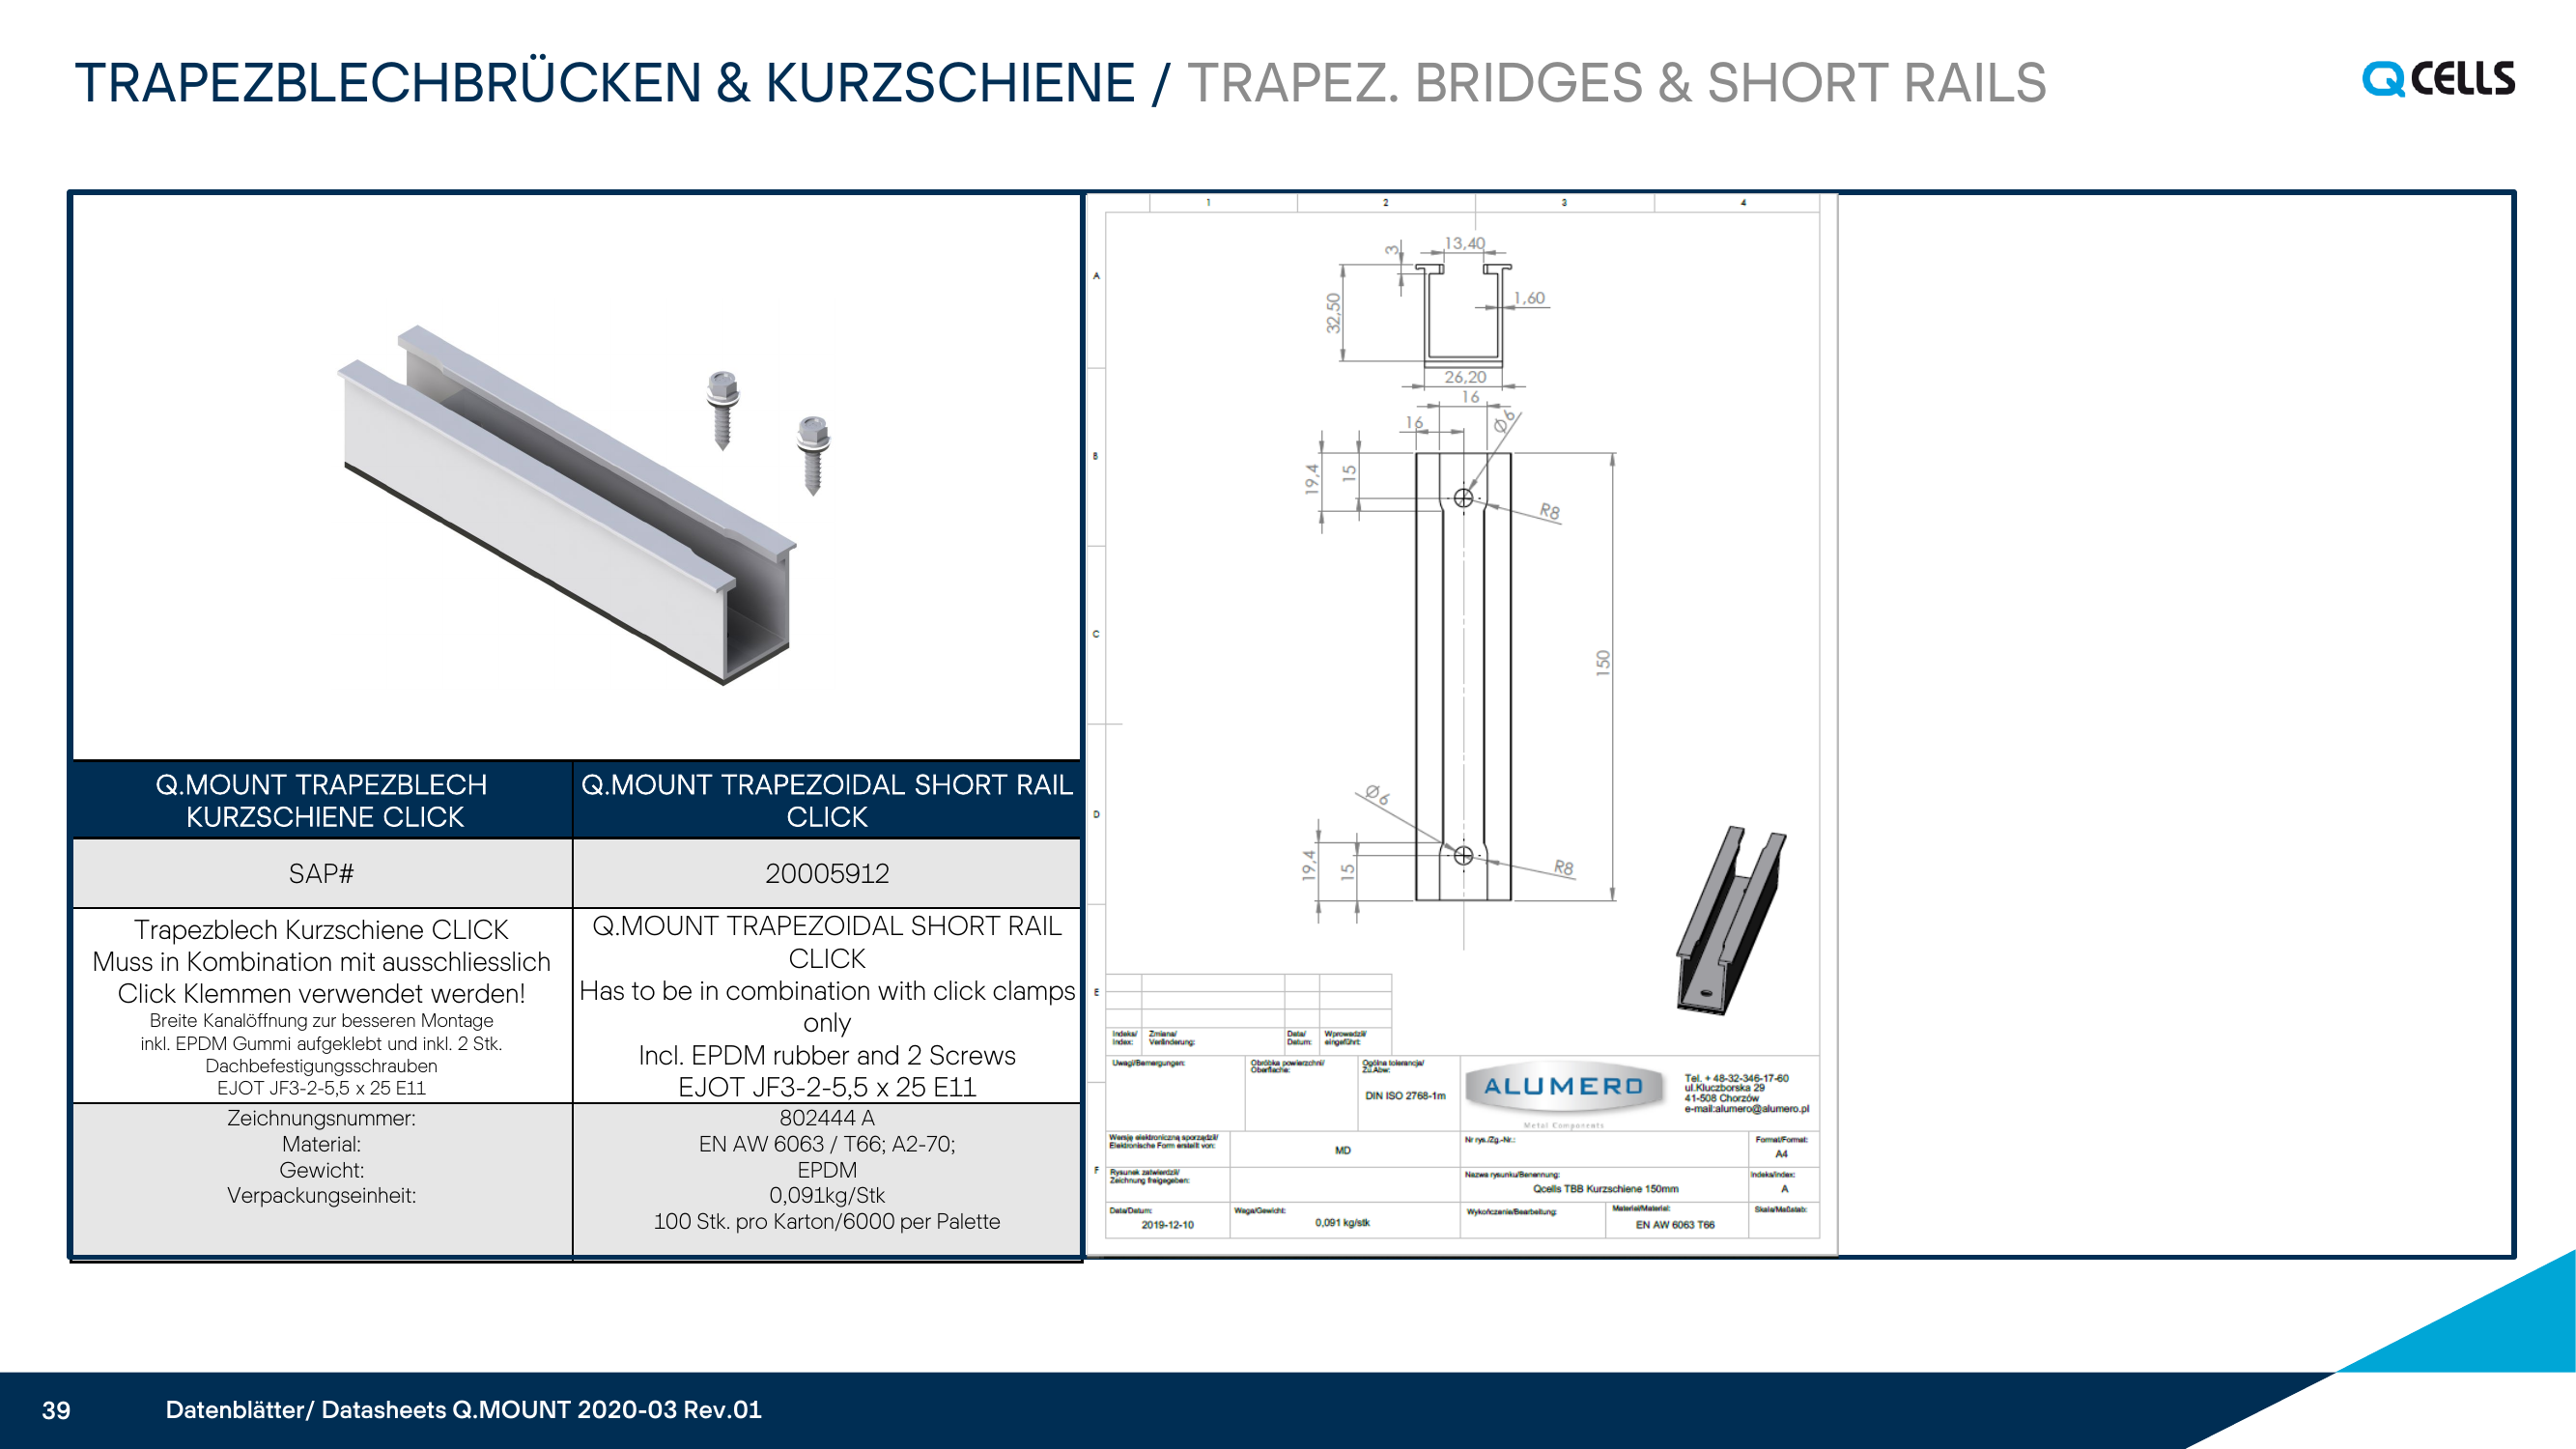 TRAPEZBLECHBRÜCKEN & KURZSCHIENE / TRAPEZ. BRIDGES & SHORT RAILS
Q CELLS
Q.MOUNT TRAPEZBLECH
KURZSCHIENE CLICK
Q.MOUNT TRAPEZOIDAL SHORT RAIL
CLICK
SAP#
20005912
Trapezblech Kurzschiene CLICK
Muss in Kombination mit ausschliesslich
Click Klemmen verwendet werden!
Breite Kanalöffnung zur besseren Montage
inkl. EPDM Gummi aufgeklebt und inkl. 2 Stk.
Dachbefestigungsschrauben
EJOT JF3-2-5,5 x 25 E11
Q.MOUNT TRAPEZOIDAL SHORT RAIL
CLICK
Has to be in combination with click clamps
only
Incl. EPDM rubber and 2 Screws
EJOT JF3-2-5,5 x 25 E11
Zeichnungsnummer:
Material:
Gewicht:
Verpackungseinheit:
802444 A
EN AW 6063 / T66; A2-70;
EPDM
0,091kg/Stk
100 Stk. pro Karton/6000 per Palette
1 2 3 4
A
B
C
D
E
F
3
13,40
32,50
1,60
26,20
16
16
Ø6
19,4
15
R8
150
Ø6
19,4
15
R8
Indeks/
Index:
Zmiana/
Veränderung:
Data/
Datum:
Wprowadził/
eingeführt:
Uwagi/Bemerkungen:
Obróbka powierzchni/
Oberflache:
Ogólna tolerancja/
Zul.Abw:
DIN ISO 2768-1m
ALUMERO
Metal Components
Tel. + 48-32-346-17-60
ul.Kluczborska 29
41-508 Chorzów
e-mail:alumero@alumero.pl
Wersję elektroniczną sporządził/
Elektronische Form erstellt von:
MD
Nr rys./Zg.-Nr.:
Format/Format:
A4
Rysunek zatwierdził/
Zeichnung freigegeben:
Nazwa rysunku/Benennung:
Qcells TBB Kurzschiene 150mm
Indeks/Index:
A
Data/Datum:
2019-12-10
Waga/Gewicht:
0,091 kg/stk
Wykończenie/Bearbeitung:
Materiał/Material:
EN AW 6063 T66
Skala/Maßstab:
39
Datenblätter/ Datasheets Q.MOUNT 2020-03 Rev.01